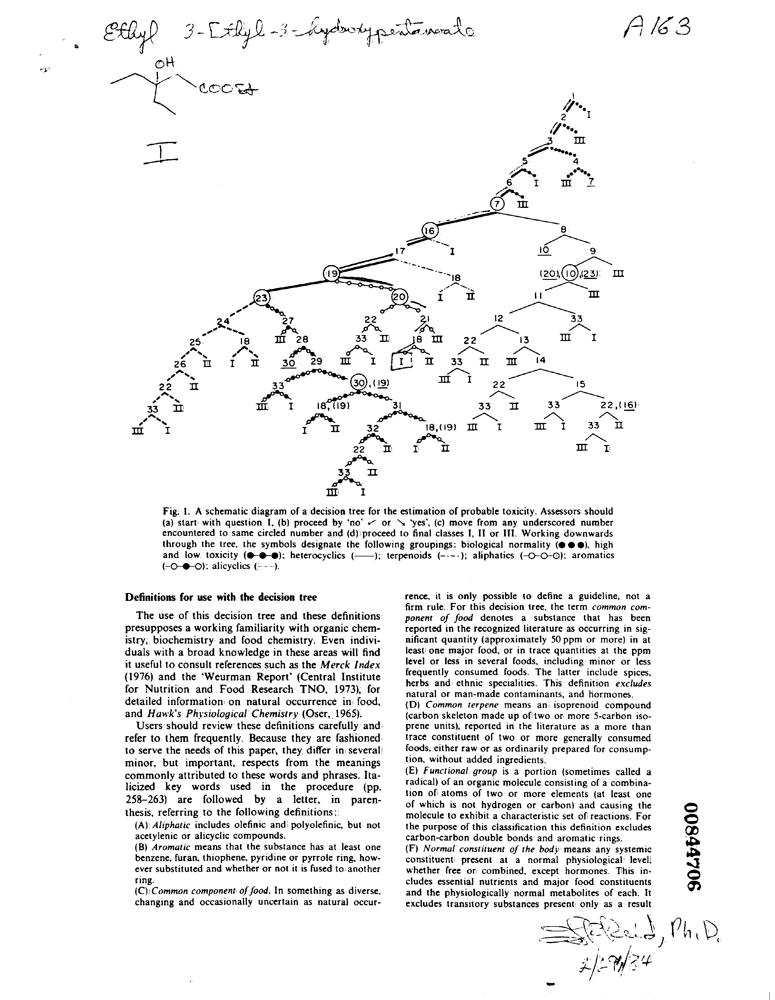 Ethyl 3-Ethyl-3-hydroxypentanoate
A163
OH
COOEt
I
1
2 I
3 III
5 4
6 I III 7
7 III
16 8
17 I 10 9
19 18 (20),(10),(23) III
23 20 I II 11 III
24 27 22 21 12 33
25 18 III 28 33 II 18 III 22 13 III I
26 II I II 30 29 III I I II 33 II III 14
22 II 33 30,(19) III I 22 15
33 II III I 18,(19) 31 33 II 33 22,(16)
III I I II 32 18,(19) III I III I 33 II
22 II I II III I
33 II
III I
Fig. 1. A schematic diagram of a decision tree for the estimation of probable toxicity. Assessors should
(a) start with question 1, (b) proceed by 'no' ↙ or ↘ 'yes', (c) move from any underscored number
encountered to same circled number and (d) proceed to final classes I, II or III. Working downwards
through the tree, the symbols designate the following groupings: biological normality (●●●), high
and low toxicity (●-●-●); heterocyclics (——); terpenoids (-·-·-); aliphatics (-O-O-O); aromatics
(-O-●-O); alicyclics (---).
Definitions for use with the decision tree
The use of this decision tree and these definitions
presupposes a working familiarity with organic chem-
istry, biochemistry and food chemistry. Even indivi-
duals with a broad knowledge in these areas will find
it useful to consult references such as the Merck Index
(1976) and the 'Weurman Report' (Central Institute
for Nutrition and Food Research TNO, 1973), for
detailed information on natural occurrence in food,
and Hawk's Physiological Chemistry (Oser, 1965).
Users should review these definitions carefully and
refer to them frequently. Because they are fashioned
to serve the needs of this paper, they differ in several
minor, but important, respects from the meanings
commonly attributed to these words and phrases. Ita-
licized key words used in the procedure (pp.
258-263) are followed by a letter, in paren-
thesis, referring to the following definitions:
(A) Aliphatic includes olefinic and polyolefinic, but not
acetylenic or alicyclic compounds.
(B) Aromatic means that the substance has at least one
benzene, furan, thiophene, pyridine or pyrrole ring, how-
ever substituted and whether or not it is fused to another
ring.
(C) Common component of food. In something as diverse,
changing and occasionally uncertain as natural occur-
rence, it is only possible to define a guideline, not a
firm rule. For this decision tree, the term common com-
ponent of food denotes a substance that has been
reported in the recognized literature as occurring in sig-
nificant quantity (approximately 50 ppm or more) in at
least one major food, or in trace quantities at the ppm
level or less in several foods, including minor or less
frequently consumed foods. The latter include spices,
herbs and ethnic specialities. This definition excludes
natural or man-made contaminants, and hormones.
(D) Common terpene means an isoprenoid compound
(carbon skeleton made up of two or more 5-carbon iso-
prene units), reported in the literature as a more than
trace constituent of two or more generally consumed
foods, either raw or as ordinarily prepared for consump-
tion, without added ingredients.
(E) Functional group is a portion (sometimes called a
radical) of an organic molecule consisting of a combina-
tion of atoms of two or more elements (at least one
of which is not hydrogen or carbon) and causing the
molecule to exhibit a characteristic set of reactions. For
the purpose of this classification this definition excludes
carbon-carbon double bonds and aromatic rings.
(F) Normal constituent of the body means any systemic
constituent present at a normal physiological level,
whether free or combined, except hormones. This in-
cludes essential nutrients and major food constituents
and the physiologically normal metabolites of each. It
excludes transitory substances present only as a result
00844706
Reid, Ph.D.